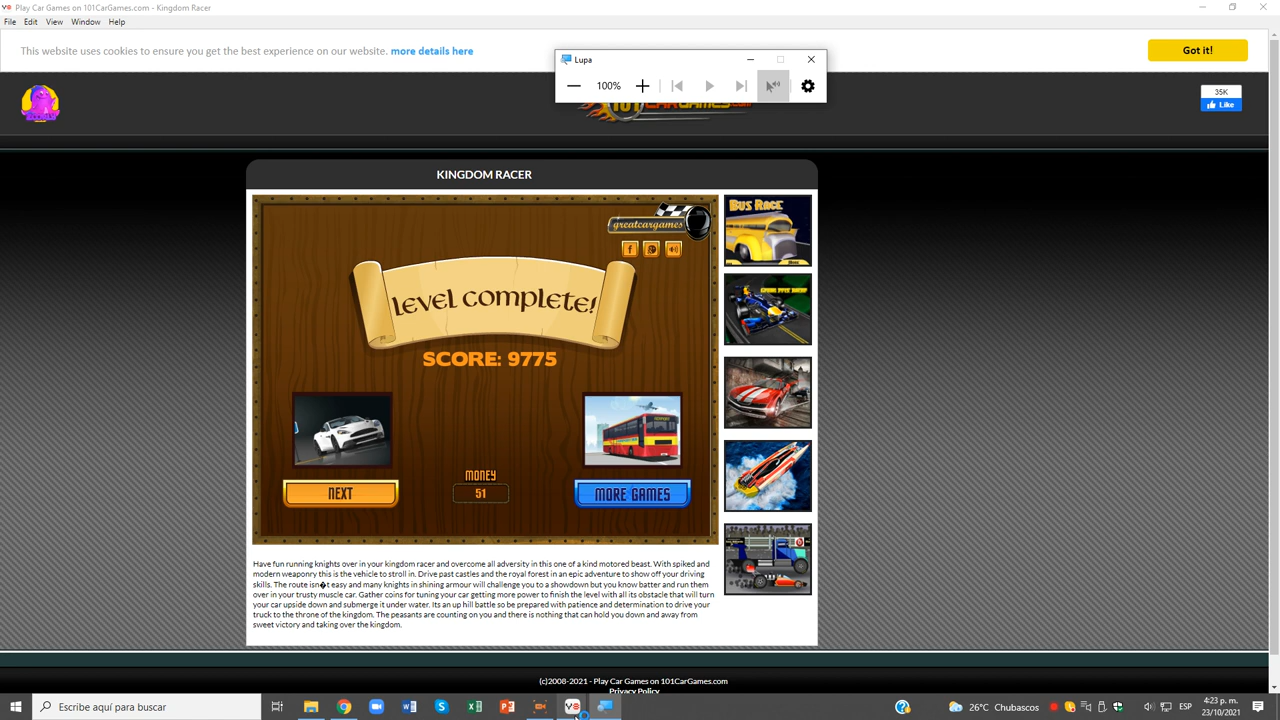 Play Car Games on 101CarGames.com - Kingdom Racer
File Edit View Window Help
This website uses cookies to ensure you get the best experience on our website. more details here
Got it!
Lupa
100%
35K
Like
101CARGAMES.com
KINGDOM RACER
BUS RACE
greatcargames
f
level complete!
SCORE: 9775
MONEY
51
NEXT
MORE GAMES
Have fun running knights over in your kingdom racer and overcome all adversity in this one of a kind motored beast. With spiked and
modern weaponry this is the vehicle to stroll in. Drive past castles and the royal forest in an epic adventure to show off your driving
skills. The route isn�t easy and many knights in shining armour will challenge you to a showdown but you know batter and run them
over in your trusty muscle car. Gather coins for tuning your car getting more power to finish the level with all its obstacle that will turn
your car upside down and submerge it under water. Its an up hill battle so be prepared with patience and determination to drive your
truck to the throne of the kingdom. The peasants are counting on you and there is nothing that can hold you down and away from
sweet victory and taking over the kingdom.
(c)2008-2021 - Play Car Games on 101CarGames.com
Privacy Policy
Escribe aquí para buscar
26°C Chubascos
ESP
4:23 p. m.
23/10/2021